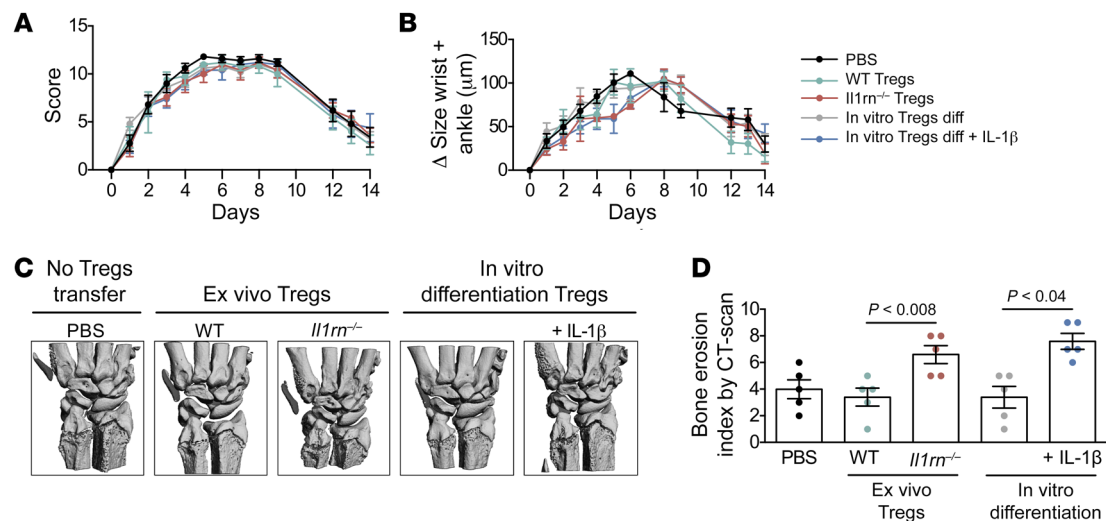 A
B
15
10
5
0
Score
0 2 4 6 8 10 12 14
Days
150
100
50
0
Δ Size wrist +
ankle (μm)
0 2 4 6 8 10 12 14
Days
PBS
WT Tregs
Il1rn–/– Tregs
In vitro Tregs diff
In vitro Tregs diff + IL-1β
C
No Tregs
transfer
Ex vivo Tregs
In vitro
differentiation Tregs
PBS
WT
Il1rn–/–
+ IL-1β
D
P < 0.008
P < 0.04
10
8
6
4
2
0
Bone erosion
index by CT-scan
PBS
WT
Il1rn–/–
+ IL-1β
Ex vivo
Tregs
In vitro
differentiation